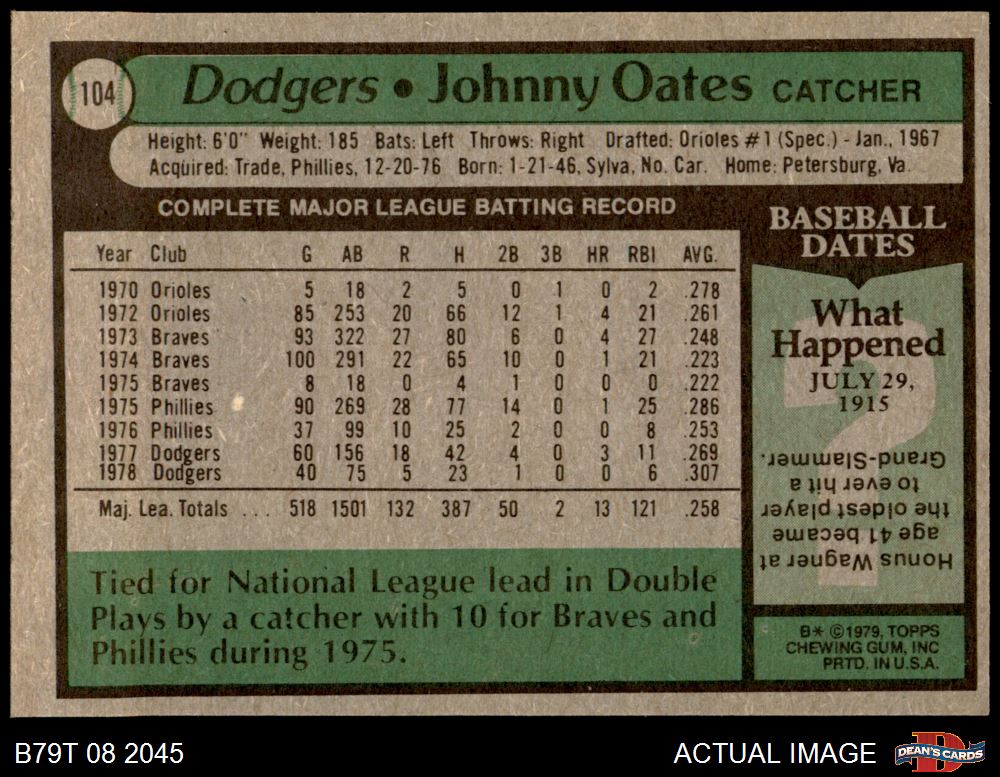 104
Dodgers • Johnny Oates CATCHER
Height: 6'0" Weight: 185 Bats: Left Throws: Right Drafted: Orioles #1 (Spec.) - Jan., 1967
Acquired: Trade, Phillies, 12-20-76 Born: 1-21-46, Sylva, No. Car. Home: Petersburg, Va.
COMPLETE MAJOR LEAGUE BATTING RECORD
Year Club G AB R H 2B 3B HR RBI AVG.
1970 Orioles 5 18 2 5 0 1 0 2 .278
1972 Orioles 85 253 20 66 12 1 4 21 .261
1973 Braves 93 322 27 80 6 0 4 27 .248
1974 Braves 100 291 22 65 10 0 1 21 .223
1975 Braves 8 18 0 4 1 0 0 0 .222
1975 Phillies 90 269 28 77 14 0 1 25 .286
1976 Phillies 37 99 10 25 2 0 0 8 .253
1977 Dodgers 60 156 18 42 4 0 3 11 .269
1978 Dodgers 40 75 5 23 1 0 0 6 .307
Maj. Lea. Totals ... 518 1501 132 387 50 2 13 121 .258
Tied for National League lead in Double
Plays by a catcher with 10 for Braves and
Phillies during 1975.
BASEBALL
DATES
What
Happened
JULY 29,
1915
?
Honus Wagner at
age 41 became
the oldest player
to ever hit a
Grand-Slamer.
B* ©1979, TOPPS
CHEWING GUM, INC
PRTD. IN U.S.A.
B79T 08 2045
ACTUAL IMAGE
D
DEAN'S CARDS